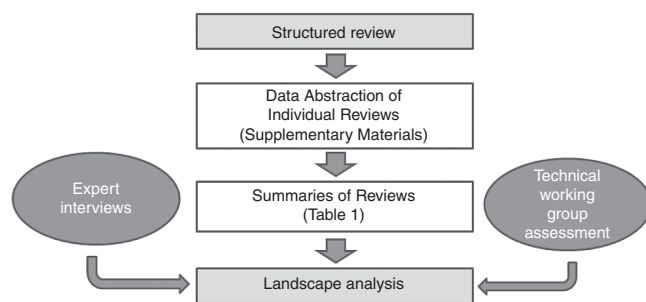 Structured review
Data Abstraction of
Individual Reviews
(Supplementary Materials)
Expert
interviews
Summaries of Reviews
(Table 1)
Technical
working
group
assessment
Landscape analysis